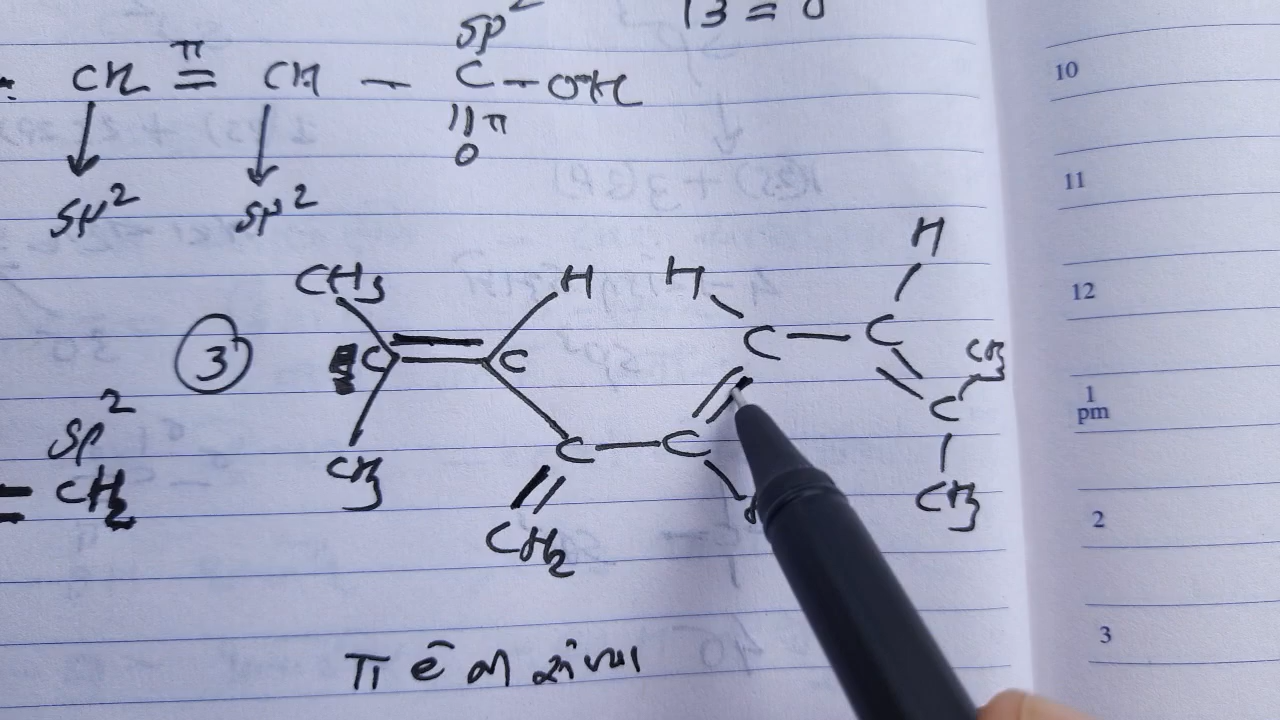 sp²
13 = 0
CH = CH — C — OH
π
π
O
sp² sp²
10
11
12
1 pm
2
3
③
CH₃ H H H
C C C C CH₃
C C C
CH₃ CH₂ CH₃
sp²
= CH₂
π ē